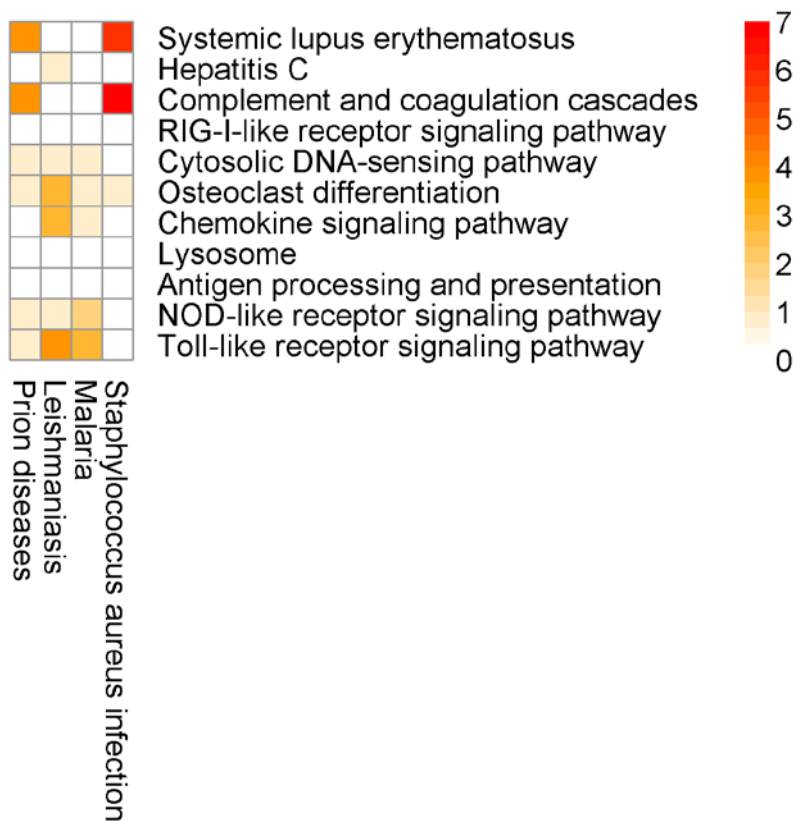 Systemic lupus erythematosus
Hepatitis C
Complement and coagulation cascades
RIG-I-like receptor signaling pathway
Cytosolic DNA-sensing pathway
Osteoclast differentiation
Chemokine signaling pathway
Lysosome
Antigen processing and presentation
NOD-like receptor signaling pathway
Toll-like receptor signaling pathway
Prion diseases
Leishmaniasis
Malaria
Staphylococcus aureus infection
7
6
5
4
3
2
1
0